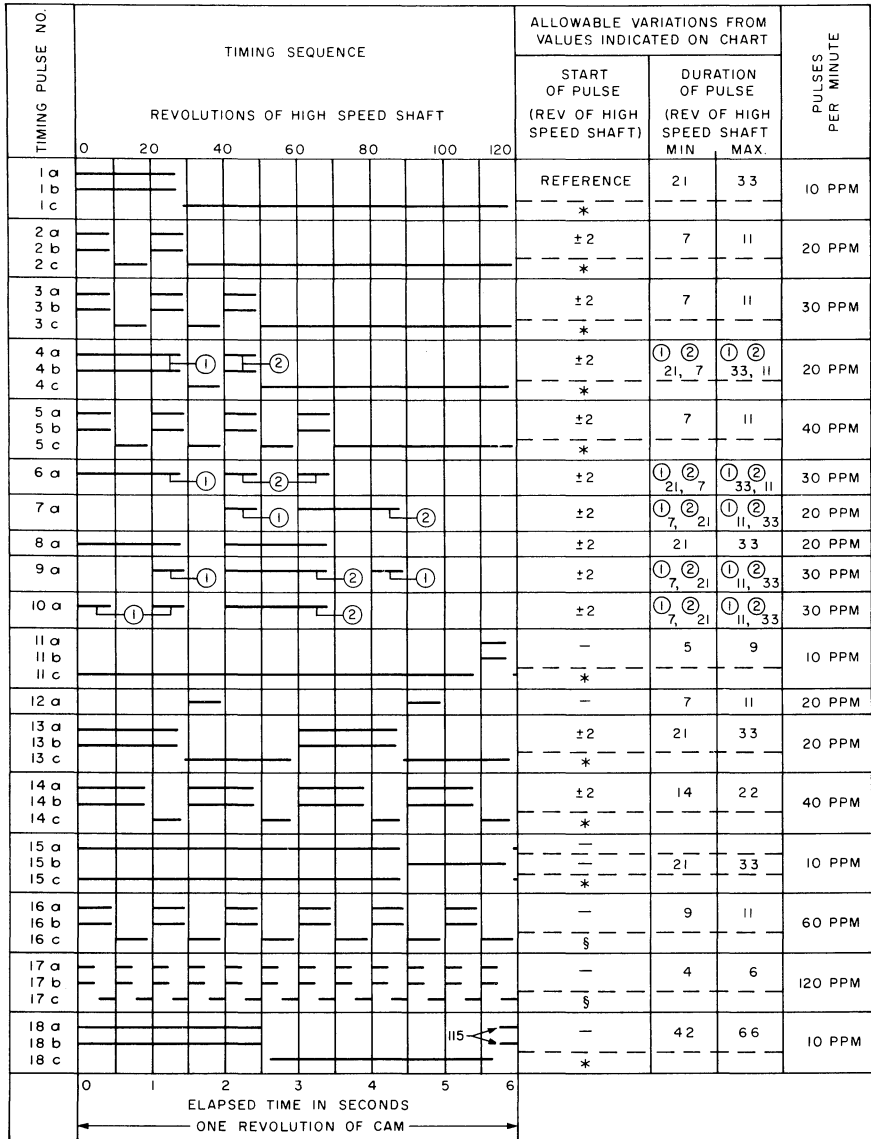 TIMING PULSE NO.
TIMING SEQUENCE
REVOLUTIONS OF HIGH SPEED SHAFT
0 20 40 60 80 100 120
ALLOWABLE VARIATIONS FROM
VALUES INDICATED ON CHART
START
OF PULSE
(REV OF HIGH
SPEED SHAFT)
DURATION
OF PULSE
(REV OF HIGH
SPEED SHAFT
MIN MAX.
PULSES
PER MINUTE
1 a
1 b
1 c
REFERENCE 21 33 10 PPM
*
2 a
2 b
2 c
±2 7 11 20 PPM
*
3 a
3 b
3 c
±2 7 11 30 PPM
*
4 a
4 b
4 c
① ②
±2 ① ② 21, 7 ① ② 33, 11 20 PPM
*
5 a
5 b
5 c
±2 7 11 40 PPM
*
6 a ① ② ±2 ① ② 21, 7 ① ② 33, 11 30 PPM
7 a ① ② ±2 ① ② 7, 21 ① ② 11, 33 20 PPM
8 a ±2 21 33 20 PPM
9 a ① ② ① ±2 ① ② 7, 21 ① ② 11, 33 30 PPM
10 a ① ② ±2 ① ② 7, 21 ① ② 11, 33 30 PPM
11 a
11 b
11 c
— 5 9 10 PPM
*
12 a — 7 11 20 PPM
13 a
13 b
13 c
±2 21 33 20 PPM
*
14 a
14 b
14 c
±2 14 22 40 PPM
*
15 a
15 b
15 c
—
— 21 33 10 PPM
*
16 a
16 b
16 c
— 9 11 60 PPM
§
17 a
17 b
17 c
— 4 6 120 PPM
§
18 a
18 b
18 c
115
— 42 66 10 PPM
*
0 1 2 3 4 5 6
ELAPSED TIME IN SECONDS
ONE REVOLUTION OF CAM